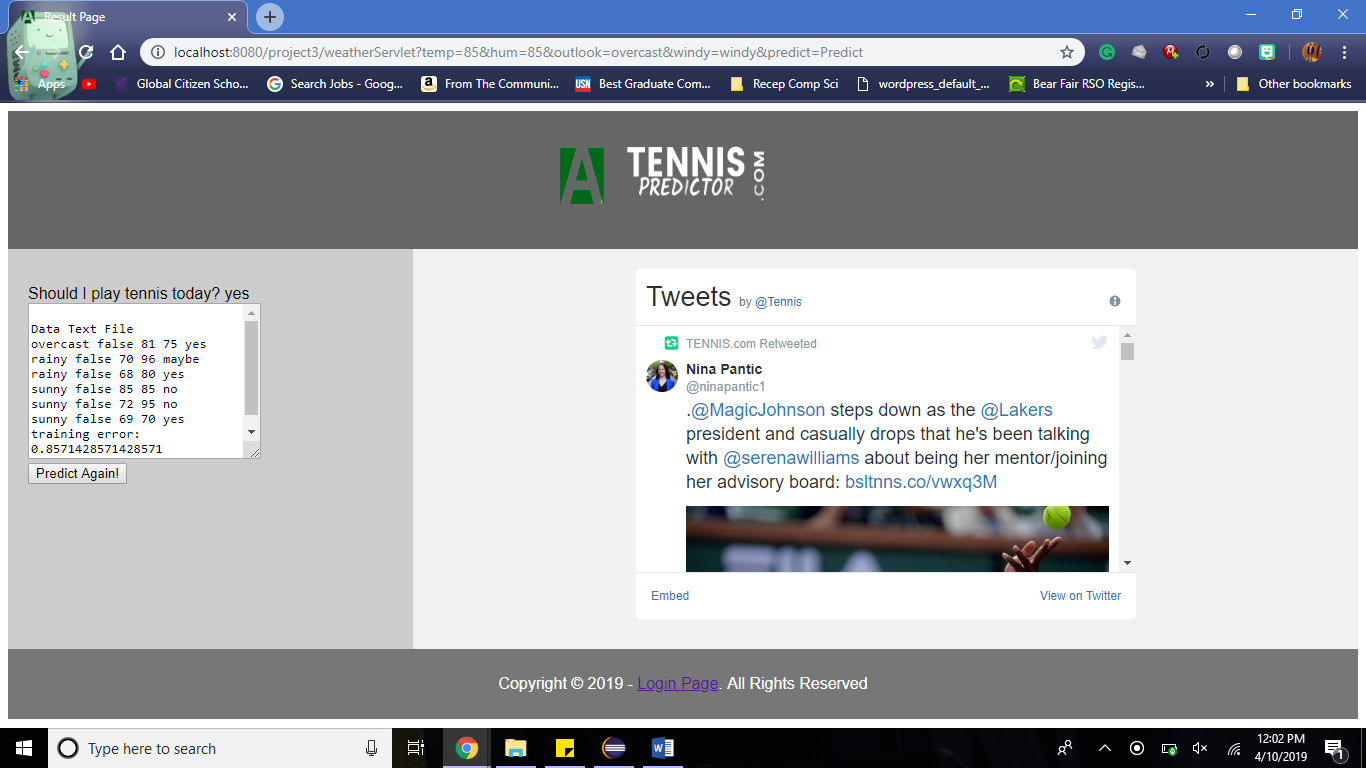 Result Page
localhost:8080/project3/weatherServlet?temp=85&hum=85&outlook=overcast&windy=windy&predict=Predict
Apps Global Citizen Scho... Search Jobs - Goog... From The Communi... USN Best Graduate Com... Recep Comp Sci wordpress_default_... Bear Fair RSO Regis... » Other bookmarks
A TENNIS
PREDICTOR
.COM
Should I play tennis today? yes
Data Text File
overcast false 81 75 yes
rainy false 70 96 maybe
rainy false 68 80 yes
sunny false 85 85 no
sunny false 72 95 no
sunny false 69 70 yes
training error:
0.8571428571428571
Predict Again!
Tweets by @Tennis
TENNIS.com Retweeted
Nina Pantic
@ninapantic1
.@MagicJohnson steps down as the @Lakers
president and casually drops that he's been talking
with @serenawilliams about being her mentor/joining
her advisory board: bsltnns.co/vwxq3M
Embed View on Twitter
Copyright © 2019 - Login Page. All Rights Reserved
Type here to search
12:02 PM
4/10/2019
1